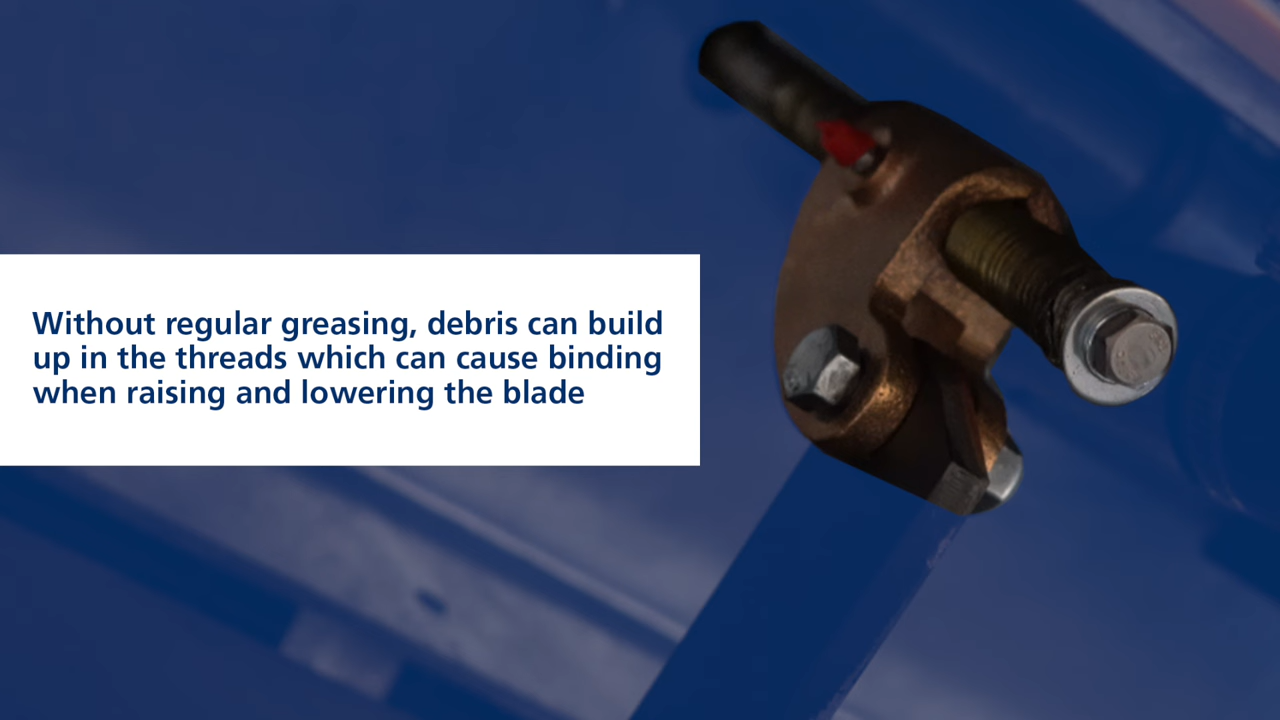 Without regular greasing, debris can build
up in the threads which can cause binding
when raising and lowering the blade